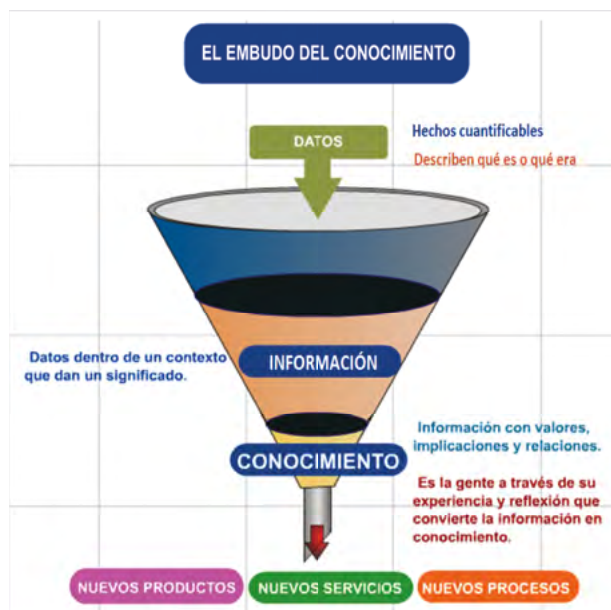 EL EMBUDO DEL CONOCIMIENTO
DATOS
Hechos cuantificables
Describen qué es o qué era
Datos dentro de un contexto
que dan un significado.
INFORMACIÓN
Información con valores,
implicaciones y relaciones.
CONOCIMIENTO
Es la gente a través de su
experiencia y reflexión que
convierte la información en
conocimiento.
NUEVOS PRODUCTOS
NUEVOS SERVICIOS
NUEVOS PROCESOS